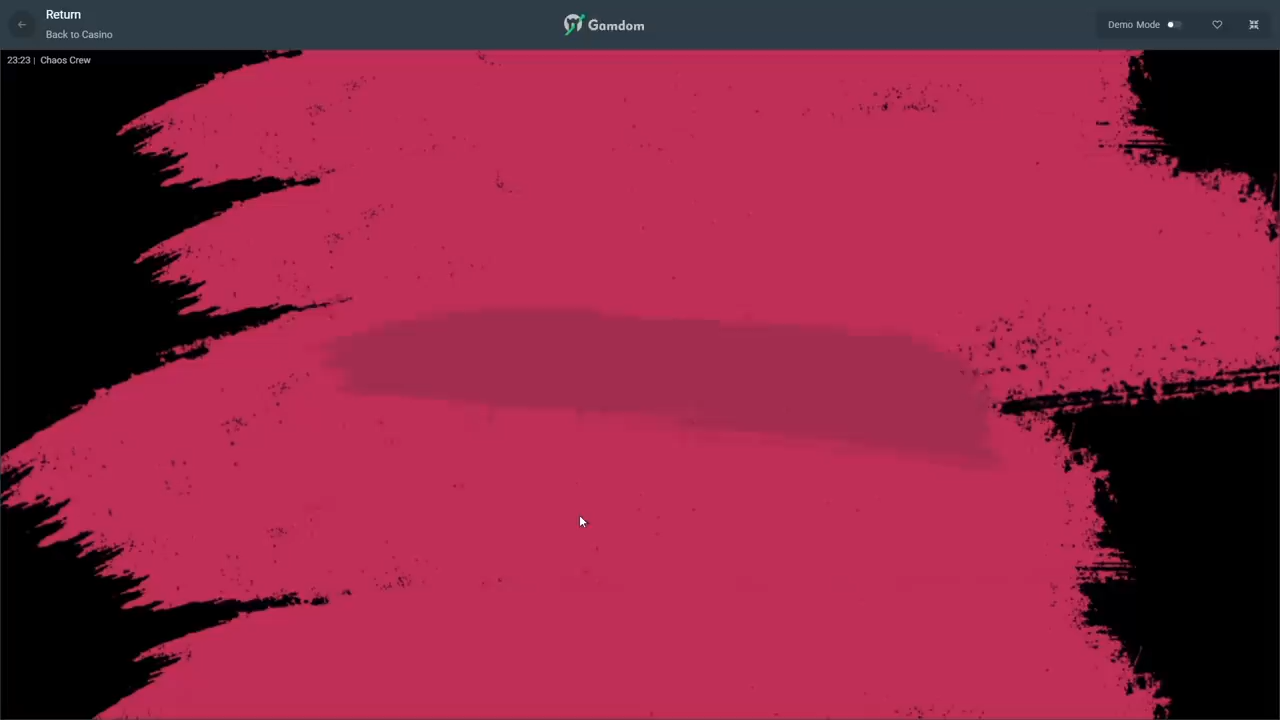 Return
Back to Casino
Gamdom
Demo Mode
23:23 | Chaos Crew